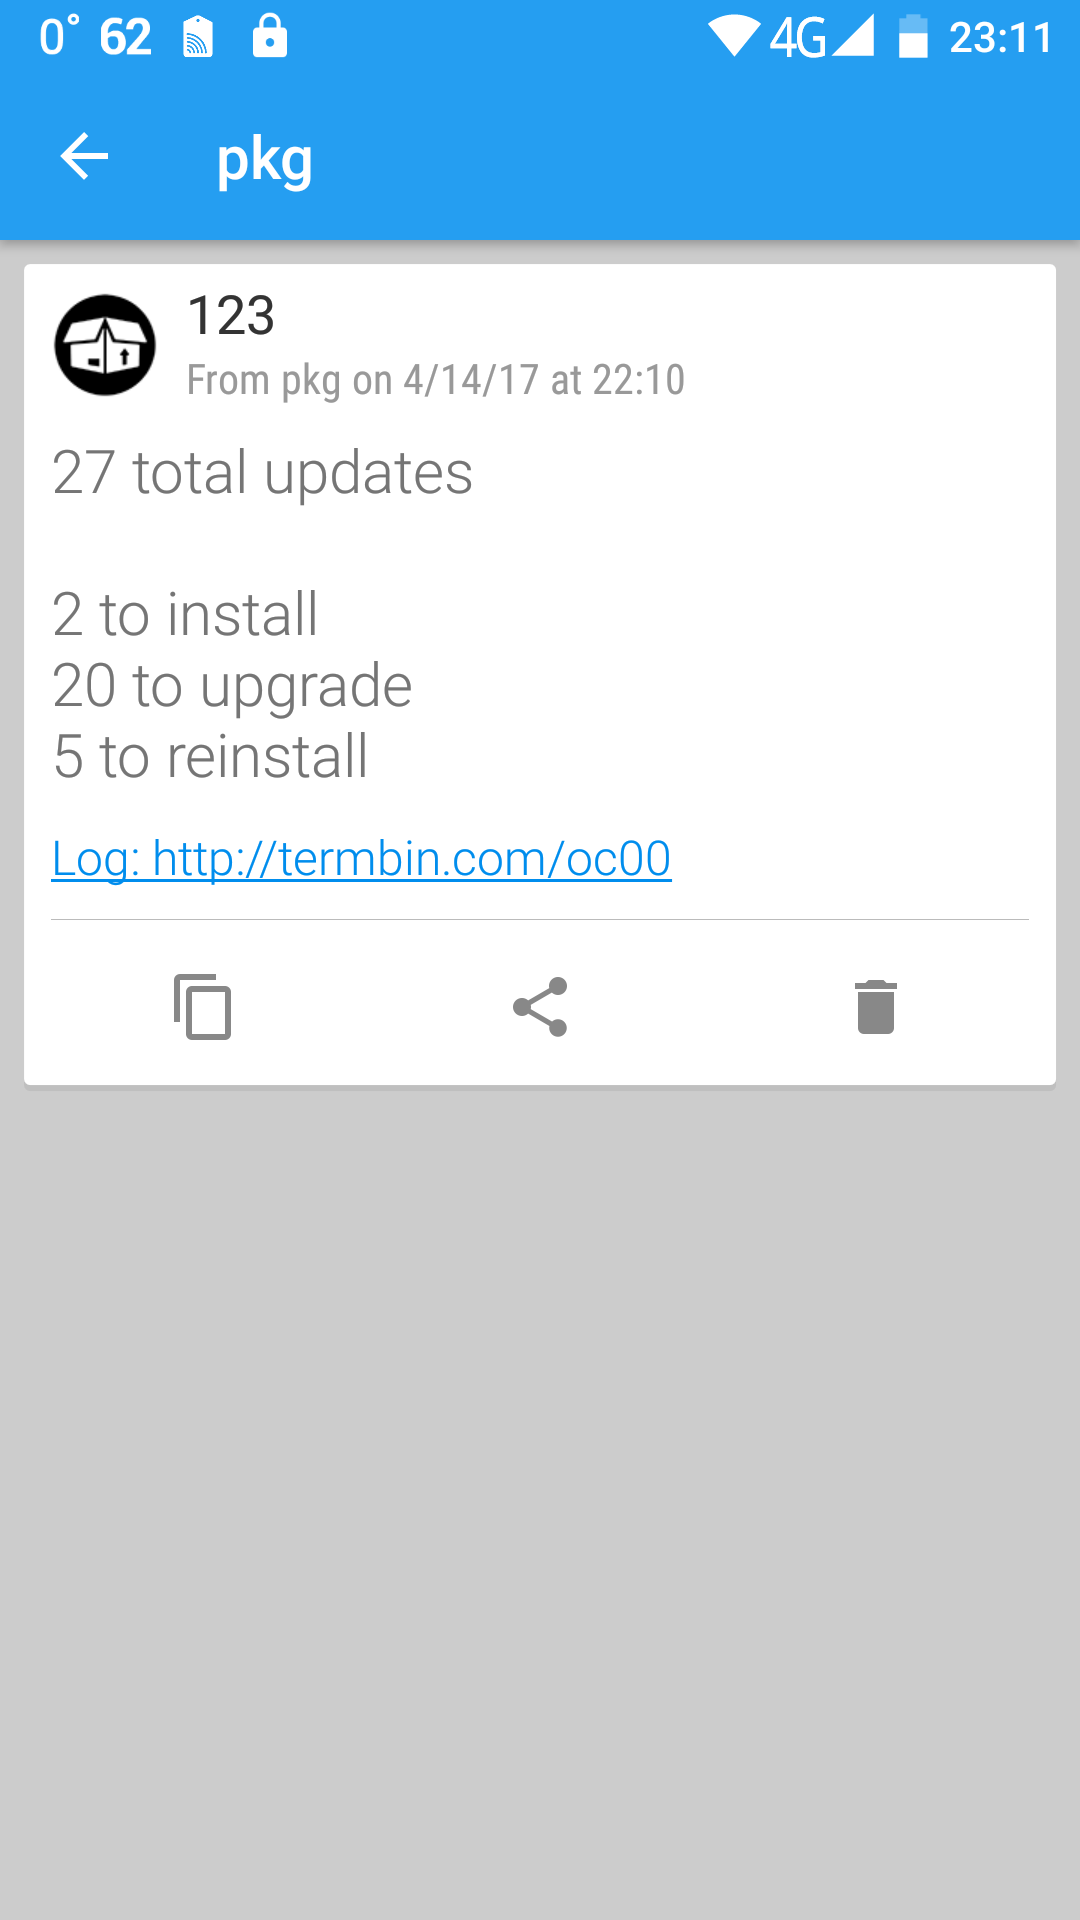 0° 62 4G 23:11
pkg
123
From pkg on 4/14/17 at 22:10
27 total updates
2 to install
20 to upgrade
5 to reinstall
Log: http://termbin.com/oc00